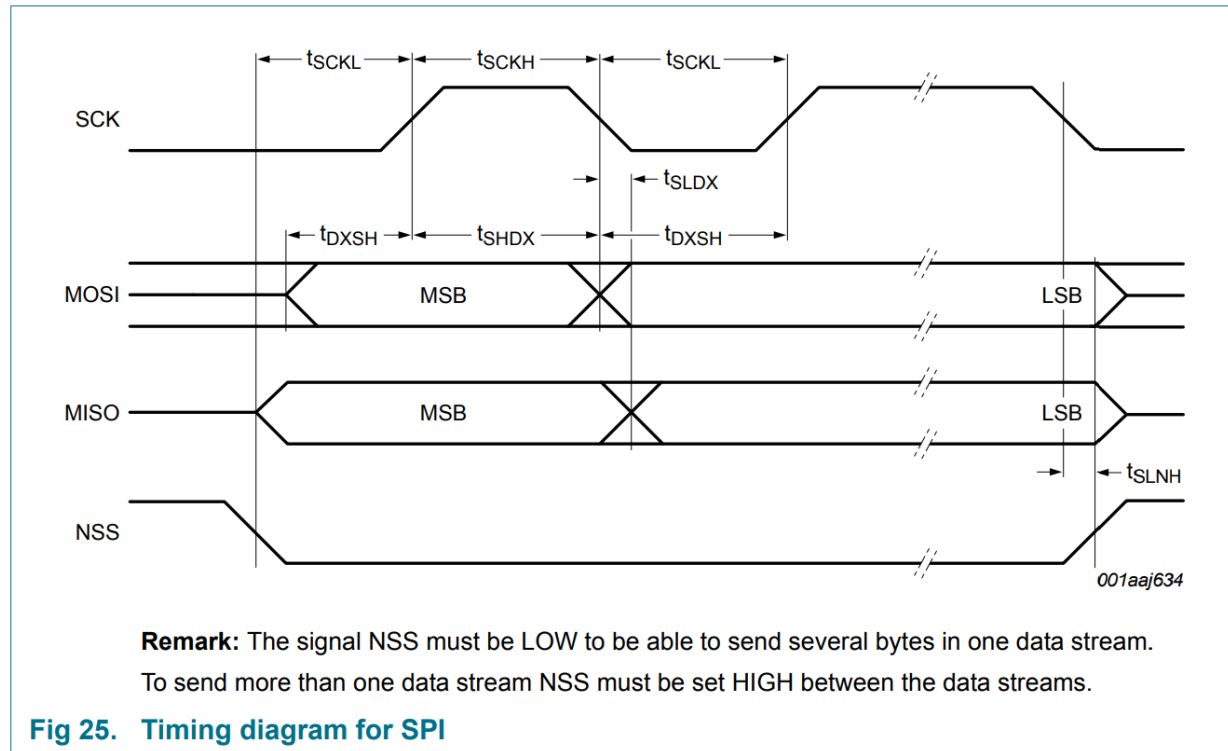 tSCKL tSCKH tSCKL
SCK
tSLDX
tDXSH tSHDX tDXSH
MOSI MSB LSB
MISO MSB LSB
tSLNH
NSS
001aaj634
Remark: The signal NSS must be LOW to be able to send several bytes in one data stream.
To send more than one data stream NSS must be set HIGH between the data streams.
Fig 25. Timing diagram for SPI